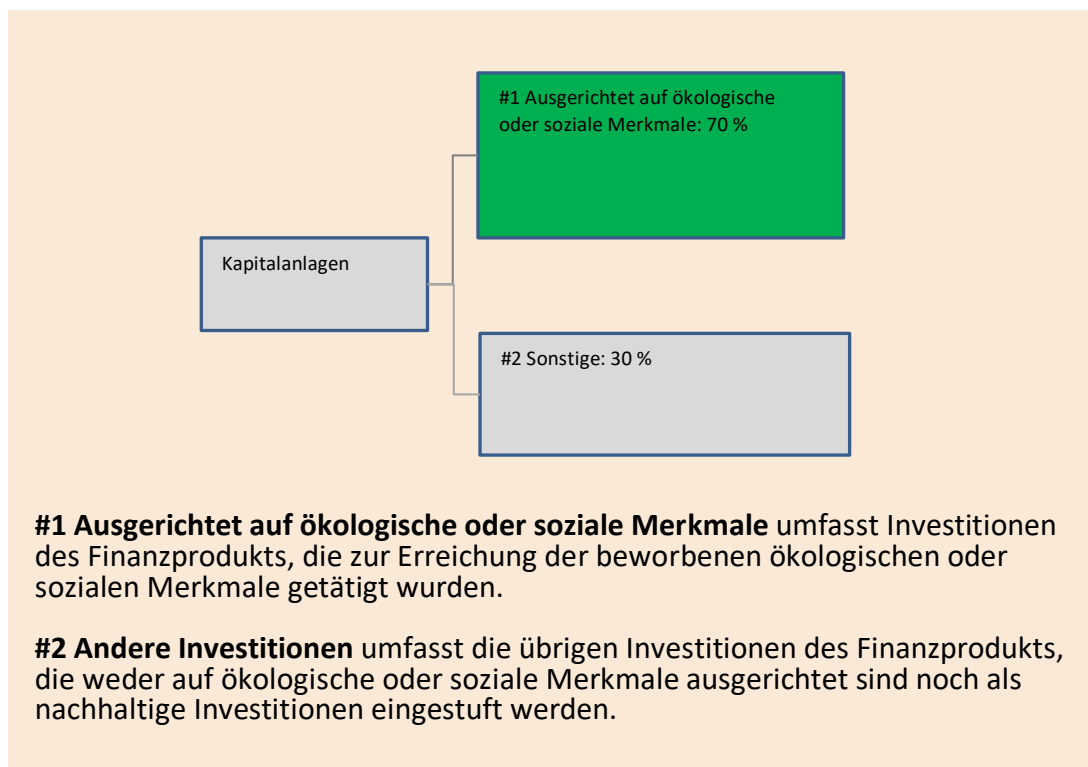 #1 Ausgerichtet auf ökologische
oder soziale Merkmale: 70 %
Kapitalanlagen
#2 Sonstige: 30 %
#1 Ausgerichtet auf ökologische oder soziale Merkmale umfasst Investitionen
des Finanzprodukts, die zur Erreichung der beworbenen ökologischen oder
sozialen Merkmale getätigt wurden.
#2 Andere Investitionen umfasst die übrigen Investitionen des Finanzprodukts,
die weder auf ökologische oder soziale Merkmale ausgerichtet sind noch als
nachhaltige Investitionen eingestuft werden.